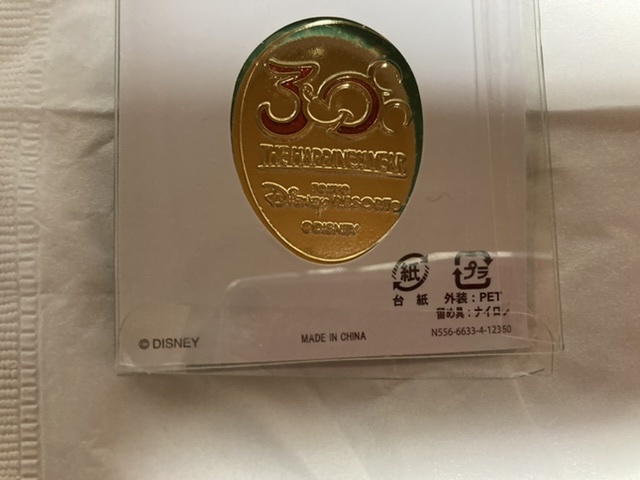 30
THE HAPPINESS YEAR
TOKYO
Disney RESORT®
©DISNEY
紙 プラ
台 紙 外装：PET
留め具：ナイロン
© DISNEY MADE IN CHINA N556-6633-4-12360